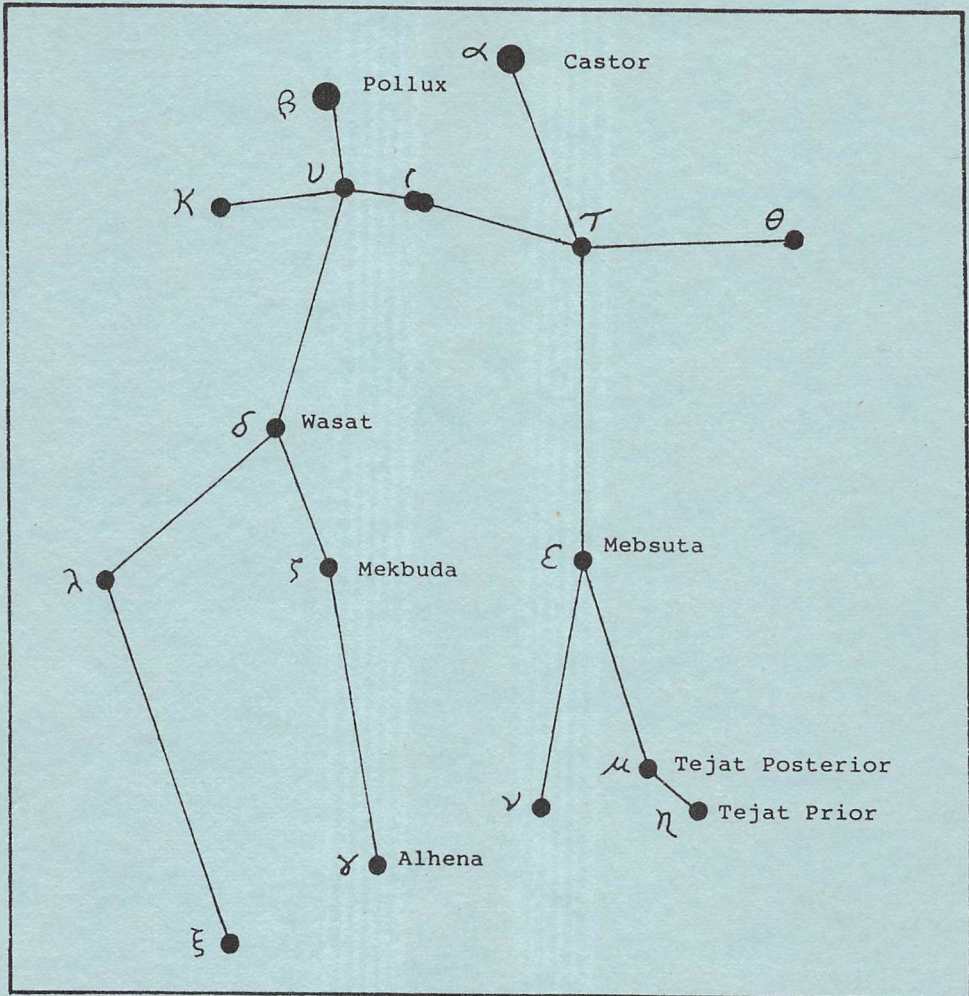 α Castor
β Pollux
υ ι
κ τ θ
δ Wasat
ε Mebsuta
λ ζ Mekbuda
μ Tejat Posterior
ν η Tejat Prior
γ Alhena
ξ